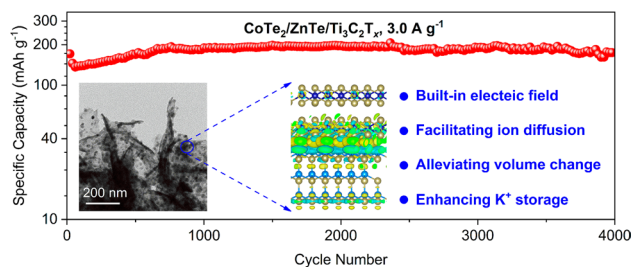 CoTe₂/ZnTe/Ti₃C₂Tₓ, 3.0 A g⁻¹
Specific Capacity (mAh g⁻¹)
300
200
100
40
10
200 nm
● Built-in electeic field
● Facilitating ion diffusion
● Alleviating volume change
● Enhancing K⁺ storage
0 1000 2000 3000 4000
Cycle Number